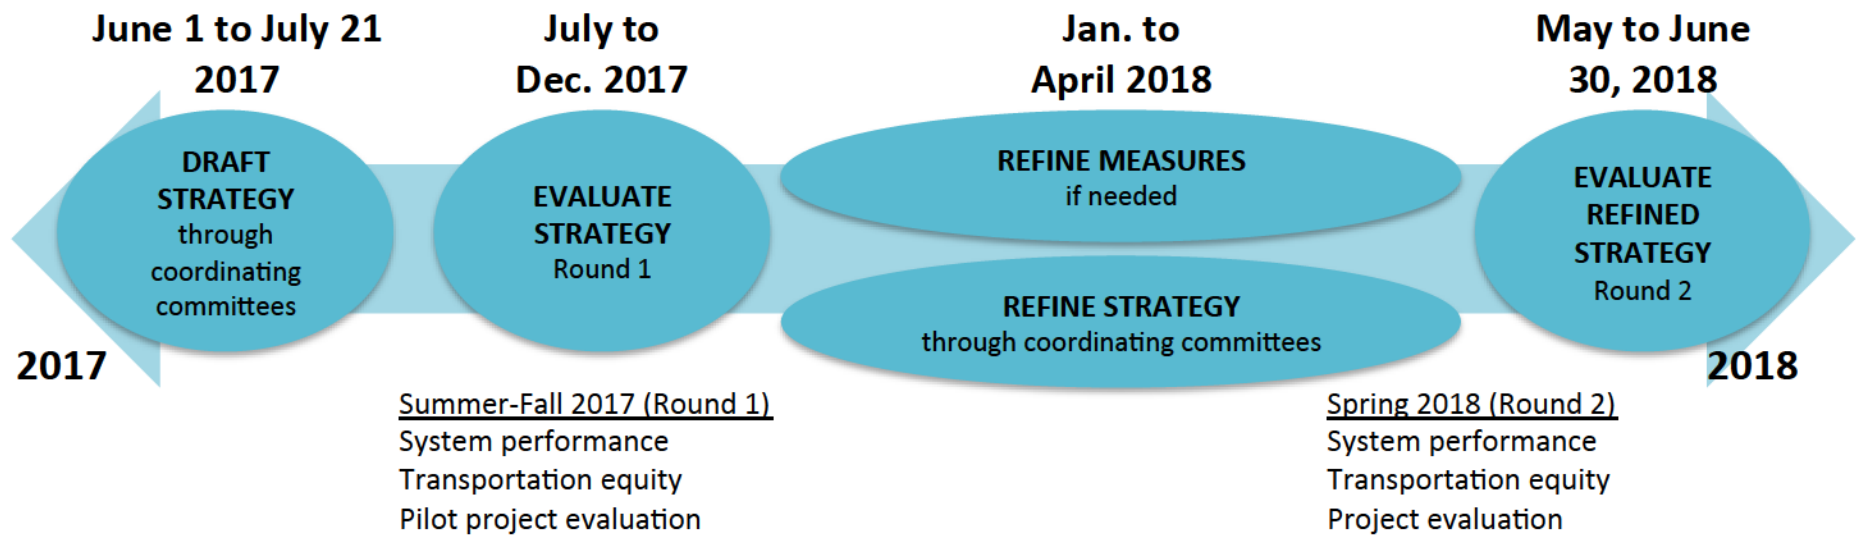 June 1 to July 21
2017
July to
Dec. 2017
Jan. to
April 2018
May to June
30, 2018
DRAFT
STRATEGY
through
coordinating
committees
EVALUATE
STRATEGY
Round 1
REFINE MEASURES
if needed
REFINE STRATEGY
through coordinating committees
EVALUATE
REFINED
STRATEGY
Round 2
2017
2018
Summer-Fall 2017 (Round 1)
System performance
Transportation equity
Pilot project evaluation
Spring 2018 (Round 2)
System performance
Transportation equity
Project evaluation